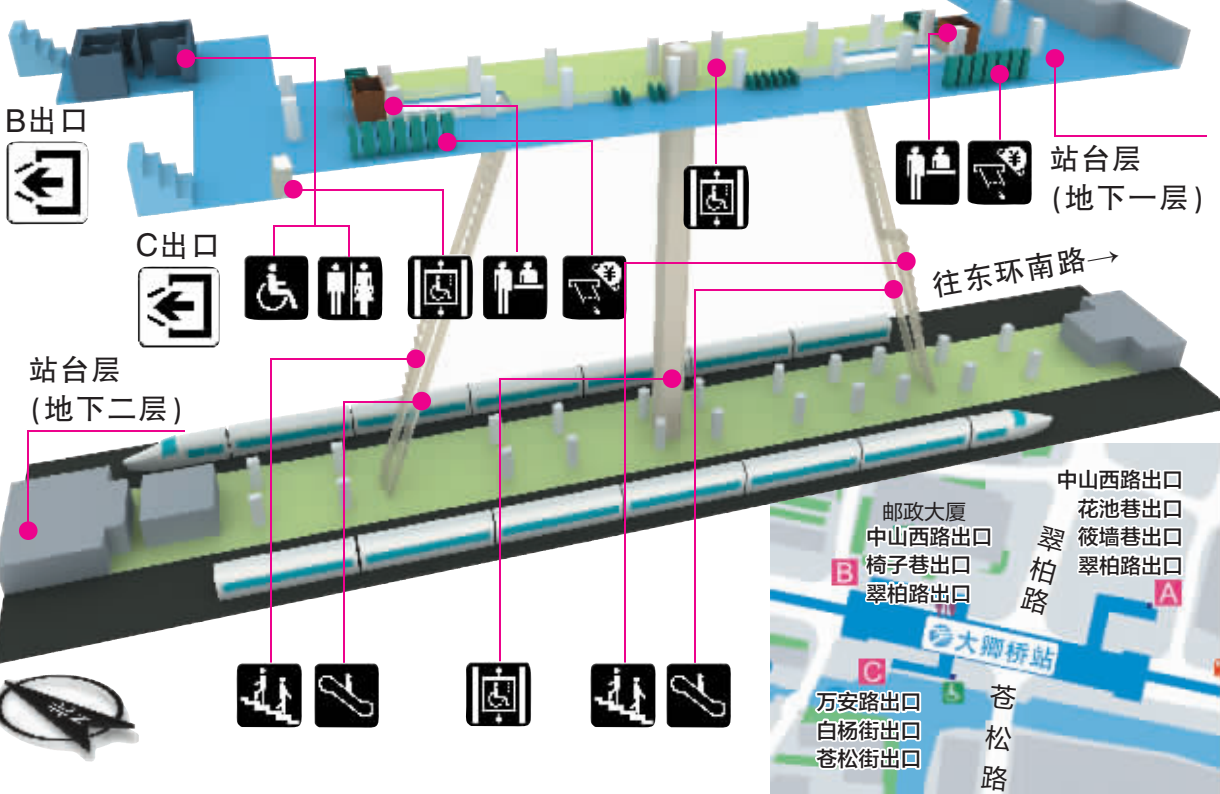 B出口
C出口
站台层
(地下一层)
往东环南路→
站台层
(地下二层)
中山西路出口
花池巷出口
筱墙巷出口
翠柏路出口
A
邮政大厦
中山西路出口
椅子巷出口
翠柏路出口
B
翠柏路
大卿桥站
C
万安路出口
白杨街出口
苍松街出口
苍松路
¥
¥